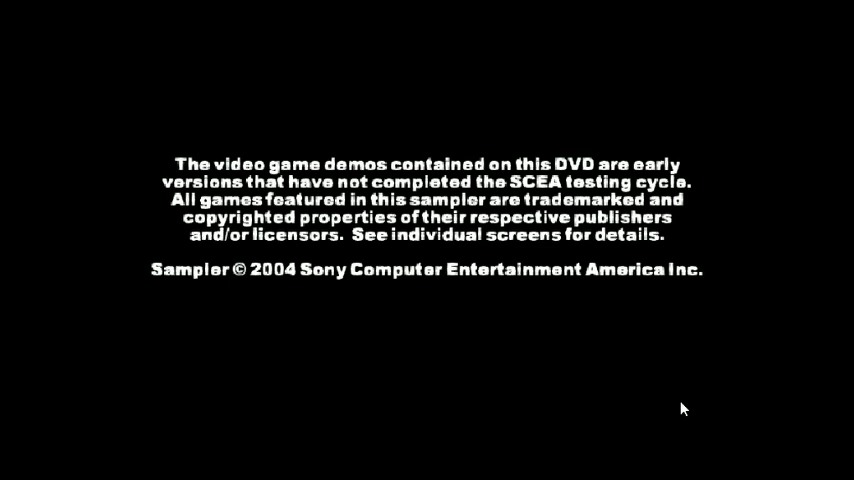 The video game demos contained on this DVD are early
versions that have not completed the SCEA testing cycle.
All games featured in this sampler are trademarked and
copyrighted properties of their respective publishers
and/or licensors. See individual screens for details.
Sampler © 2004 Sony Computer Entertainment America Inc.